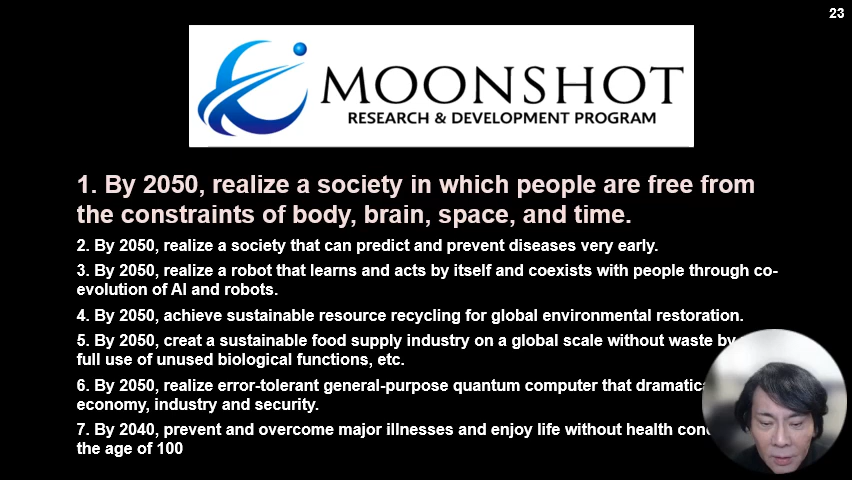 23
MOONSHOT
RESEARCH & DEVELOPMENT PROGRAM
1. By 2050, realize a society in which people are free from
the constraints of body, brain, space, and time.
2. By 2050, realize a society that can predict and prevent diseases very early.
3. By 2050, realize a robot that learns and acts by itself and coexists with people through co-
evolution of AI and robots.
4. By 2050, achieve sustainable resource recycling for global environmental restoration.
5. By 2050, creat a sustainable food supply industry on a global scale without waste by
full use of unused biological functions, etc.
6. By 2050, realize error-tolerant general-purpose quantum computer that
economy, industry and security.
7. By 2040, prevent and overcome major illnesses and enjoy life without health
the age of 100